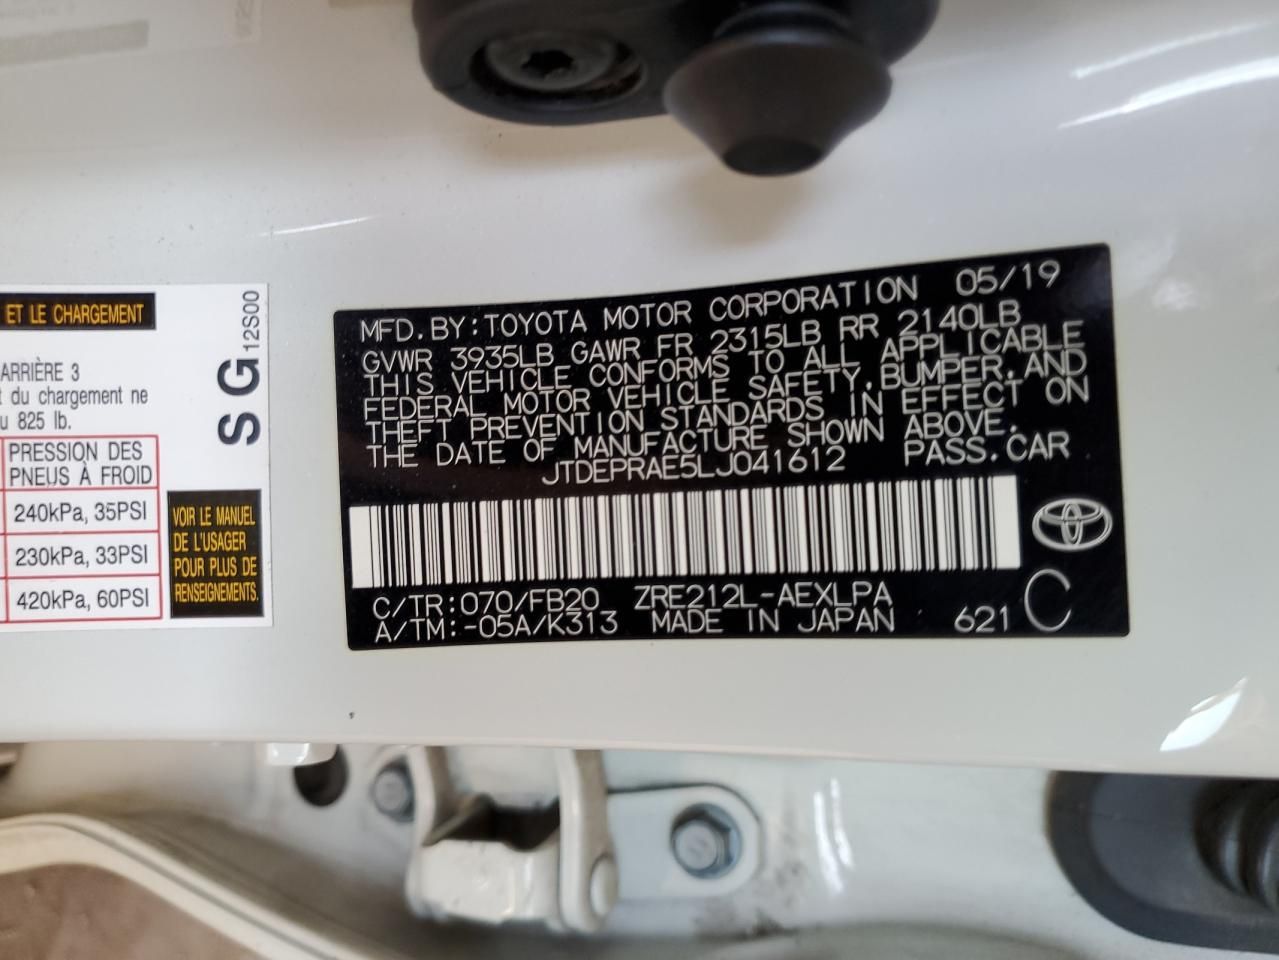 ET LE CHARGEMENT
ARRIÈRE 3
du chargement ne
825 lb.
PRESSION DES
PNEUS À FROID
240kPa, 35PSI
230kPa, 33PSI
420kPa, 60PSI
SG12S00
VOIR LE MANUEL
DE L'USAGER
POUR PLUS DE
RENSEIGNEMENTS.
MFD. BY: TOYOTA MOTOR CORPORATION 05/19
GVWR 3935LB GAWR FR 2315LB RR 2140LB
THIS VEHICLE CONFORMS TO ALL APPLICABLE
FEDERAL MOTOR VEHICLE SAFETY, BUMPER, AND
THEFT PREVENTION STANDARDS IN EFFECT ON
THE DATE OF MANUFACTURE SHOWN ABOVE.
JTDEPRAE5LJ041612 PASS. CAR
C/TR: 070/FB20 ZRE212L-AEXLPA
A/TM: -05A/K313 MADE IN JAPAN 621 C